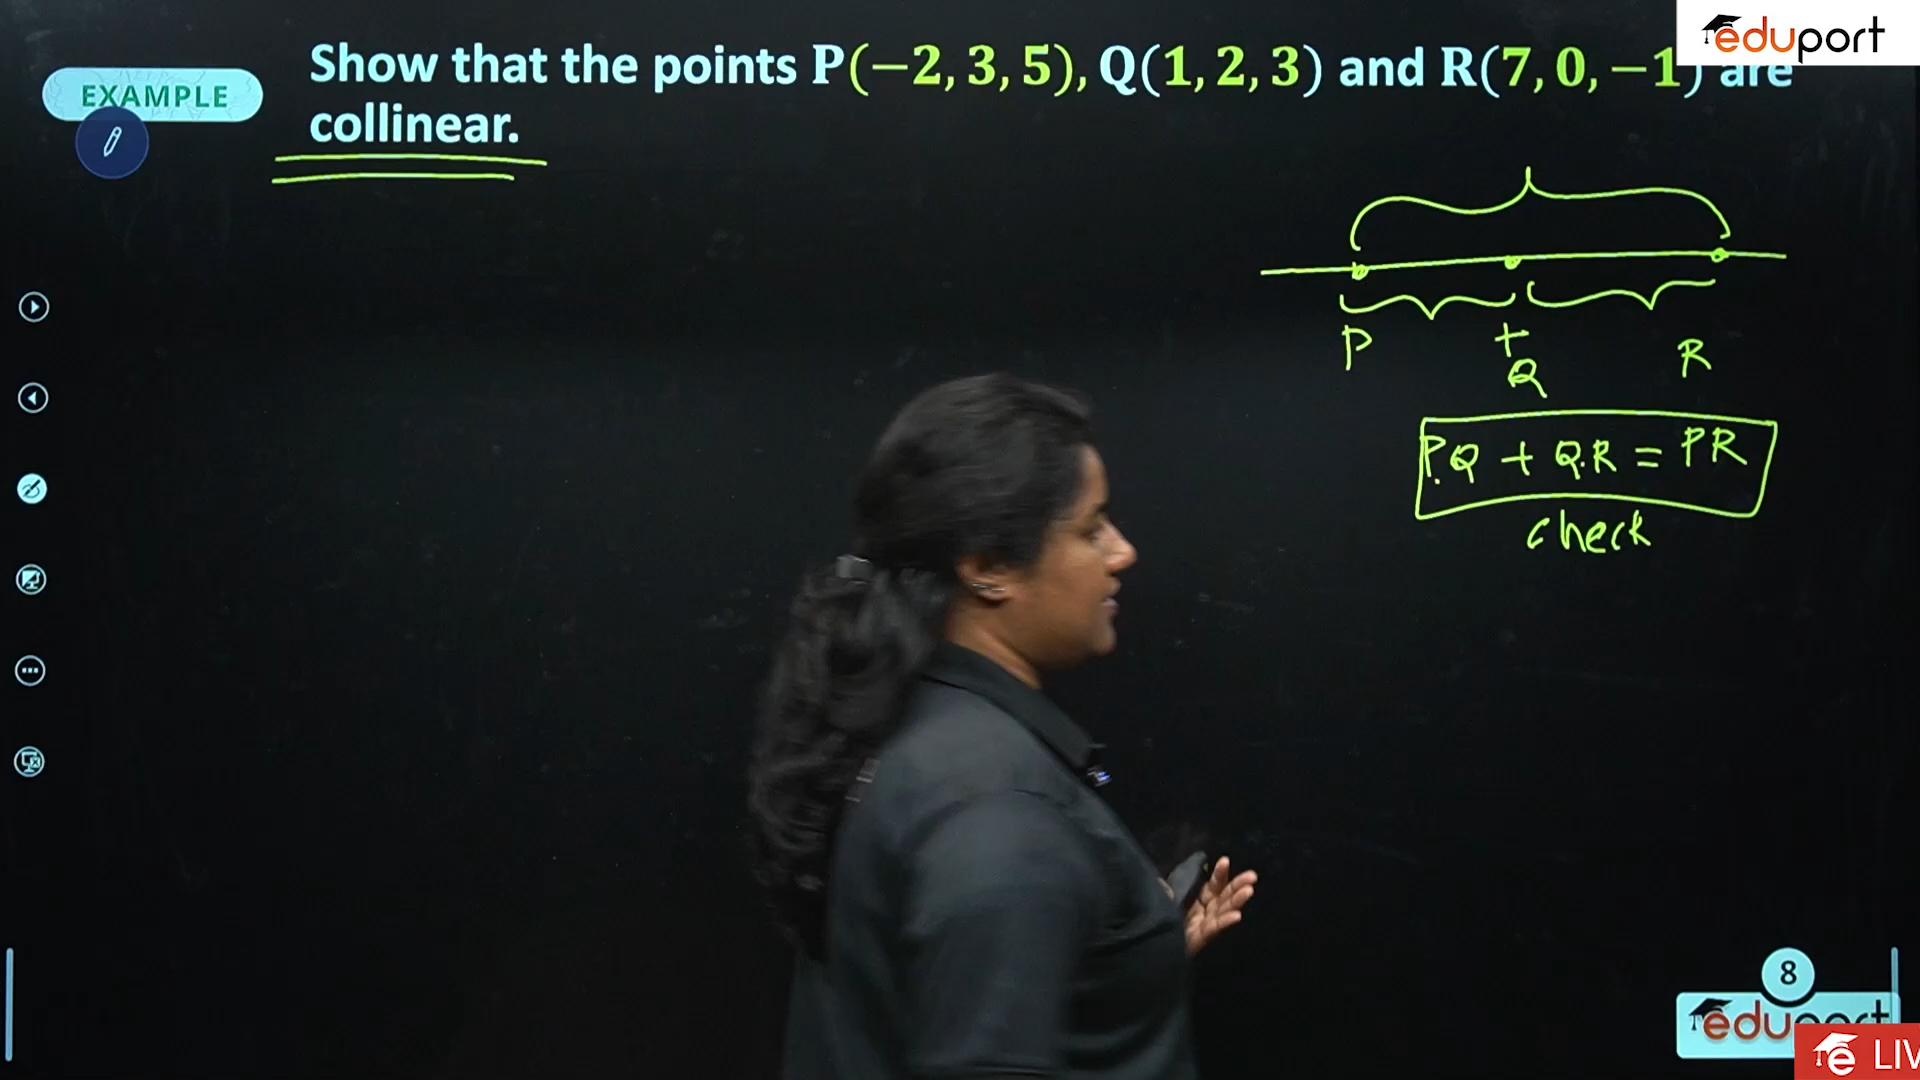 eduport
EXAMPLE
Show that the points P(−2, 3, 5), Q(1, 2, 3) and R(7, 0, −1) are
collinear.
P
+
Q
R
PQ + QR = PR
check
8
eduport
e LIV